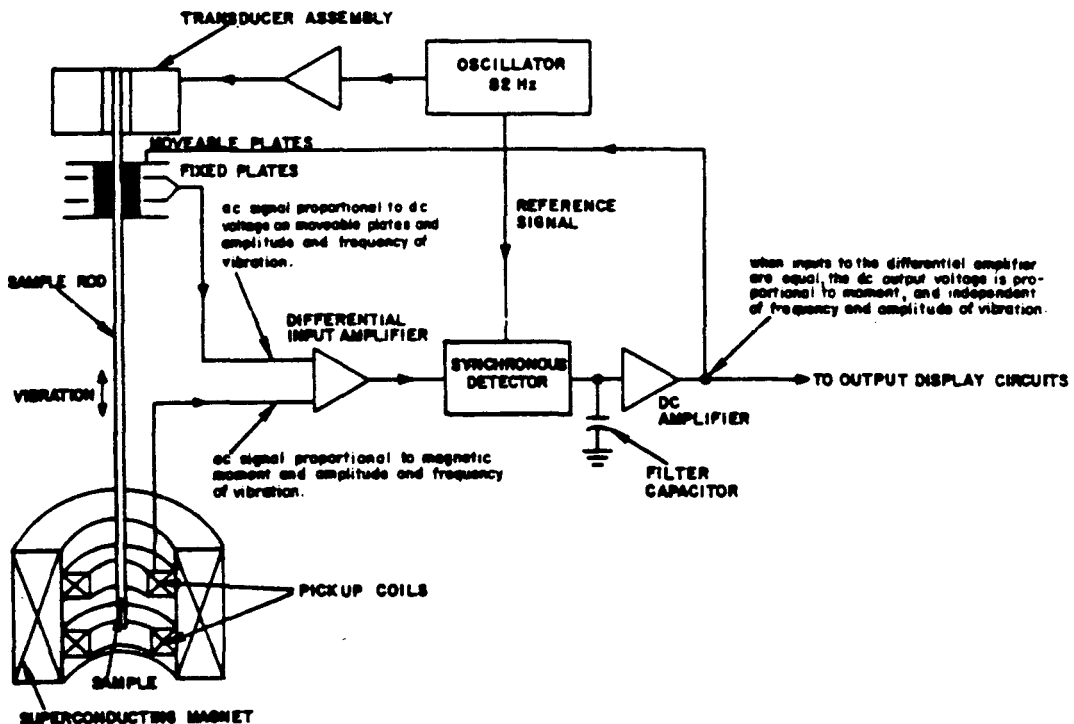 TRANSDUCER ASSEMBLY
OSCILLATOR
82 Hz
MOVEABLE PLATES
FIXED PLATES
ac signal proportional to dc
voltage on moveable plates and
amplitude and frequency of
vibration.
REFERENCE
SIGNAL
when inputs to the differential amplifier
are equal, the dc output voltage is pro-
portional to moment, and independent
of frequency and amplitude of vibration.
SAMPLE ROD
DIFFERENTIAL
INPUT AMPLIFIER
SYNCHRONOUS
DETECTOR
VIBRATION
TO OUTPUT DISPLAY CIRCUITS
DC
AMPLIFIER
ac signal proportional to magnetic
moment and amplitude and frequency
of vibration.
FILTER
CAPACITOR
PICKUP COILS
SAMPLE
SUPERCONDUCTING MAGNET